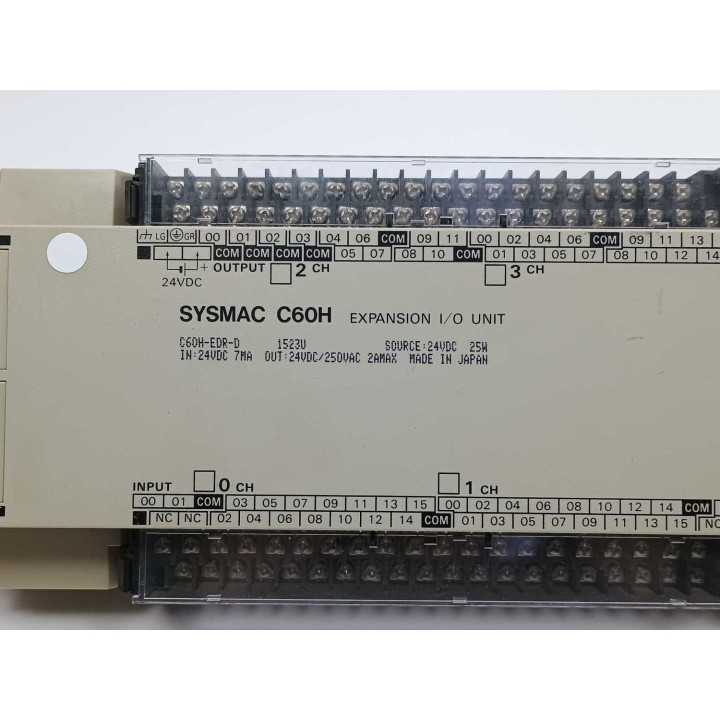 LG GR 00 01 02 03 04 06 COM 09 11 00 02 04 06 COM 09 11 13
24VDC + COM COM COM COM 05 07 08 10 COM 01 03 05 07 08 10 12 14
OUTPUT 2 CH 3 CH
SYSMAC C60H EXPANSION I/O UNIT
C60H-EDR-D 1523U SOURCE:24VDC 25W
IN:24VDC 7MA OUT:24VDC/250VAC 2AMAX MADE IN JAPAN
INPUT 0 CH 1 CH
00 01 COM 03 05 07 09 11 13 15 00 02 04 06 08 10 12 14 COM
NC NC 02 04 06 08 10 12 14 COM 01 03 05 07 09 11 13 15 NC